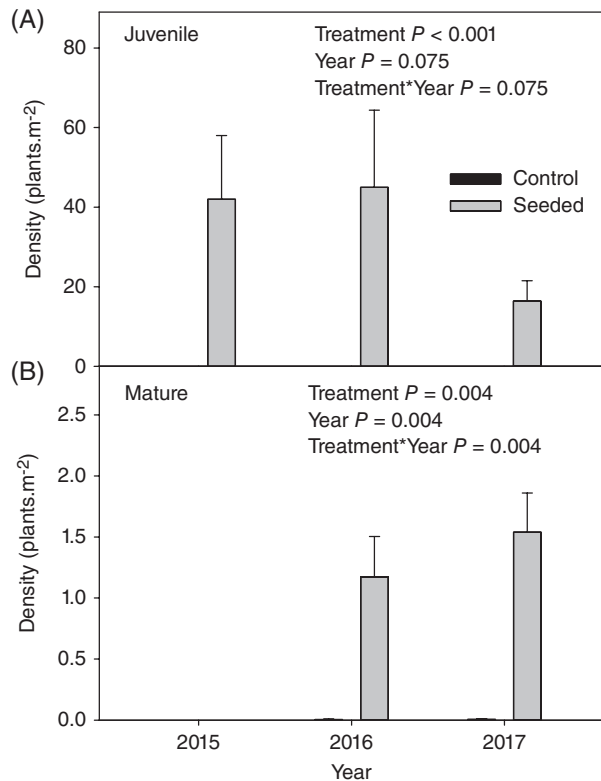 (A)
Juvenile
Treatment P < 0.001
Year P = 0.075
Treatment*Year P = 0.075
Control
Seeded
80
60
40
20
0
Density (plants.m-2)
(B)
Mature
Treatment P = 0.004
Year P = 0.004
Treatment*Year P = 0.004
2.5
2.0
1.5
1.0
0.5
0.0
Density (plants.m-2)
2015 2016 2017
Year